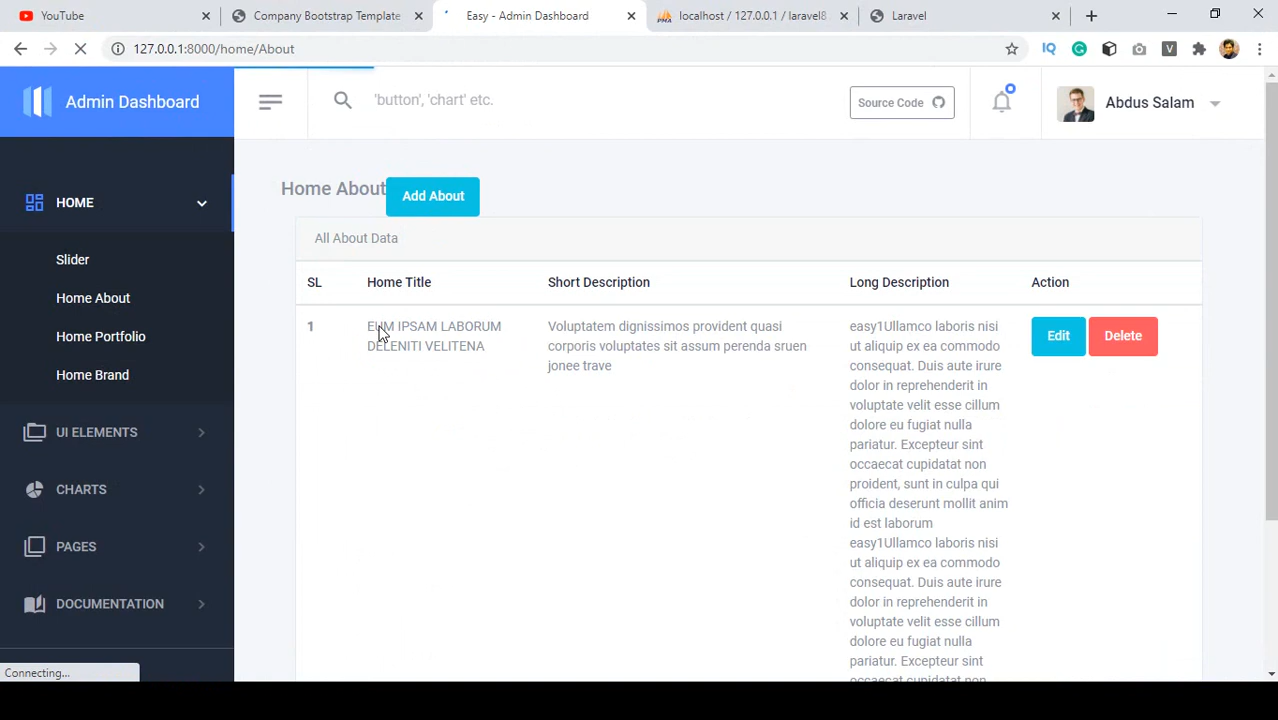 YouTube
Company Bootstrap Template
Easy - Admin Dashboard
localhost / 127.0.0.1 / laravel8
Laravel
127.0.0.1:8000/home/About
IQ
V
Admin Dashboard
'button', 'chart' etc.
Source Code
Abdus Salam
HOME
Slider
Home About
Home Portfolio
Home Brand
UI ELEMENTS
CHARTS
PAGES
DOCUMENTATION
Home About
Add About
All About Data
SL
Home Title
Short Description
Long Description
Action
1
EUM IPSAM LABORUM
DELENITI VELITENA
Voluptatem dignissimos provident quasi
corporis voluptates sit assum perenda sruen
jonee trave
easy1Ullamco laboris nisi
ut aliquip ex ea commodo
consequat. Duis aute irure
dolor in reprehenderit in
voluptate velit esse cillum
dolore eu fugiat nulla
pariatur. Excepteur sint
occaecat cupidatat non
proident, sunt in culpa qui
officia deserunt mollit anim
id est laborum
easy1Ullamco laboris nisi
ut aliquip ex ea commodo
consequat. Duis aute irure
dolor in reprehenderit in
voluptate velit esse cillum
dolore eu fugiat nulla
pariatur. Excepteur sint
occaecat cupidatat non
Edit
Delete
Connecting...